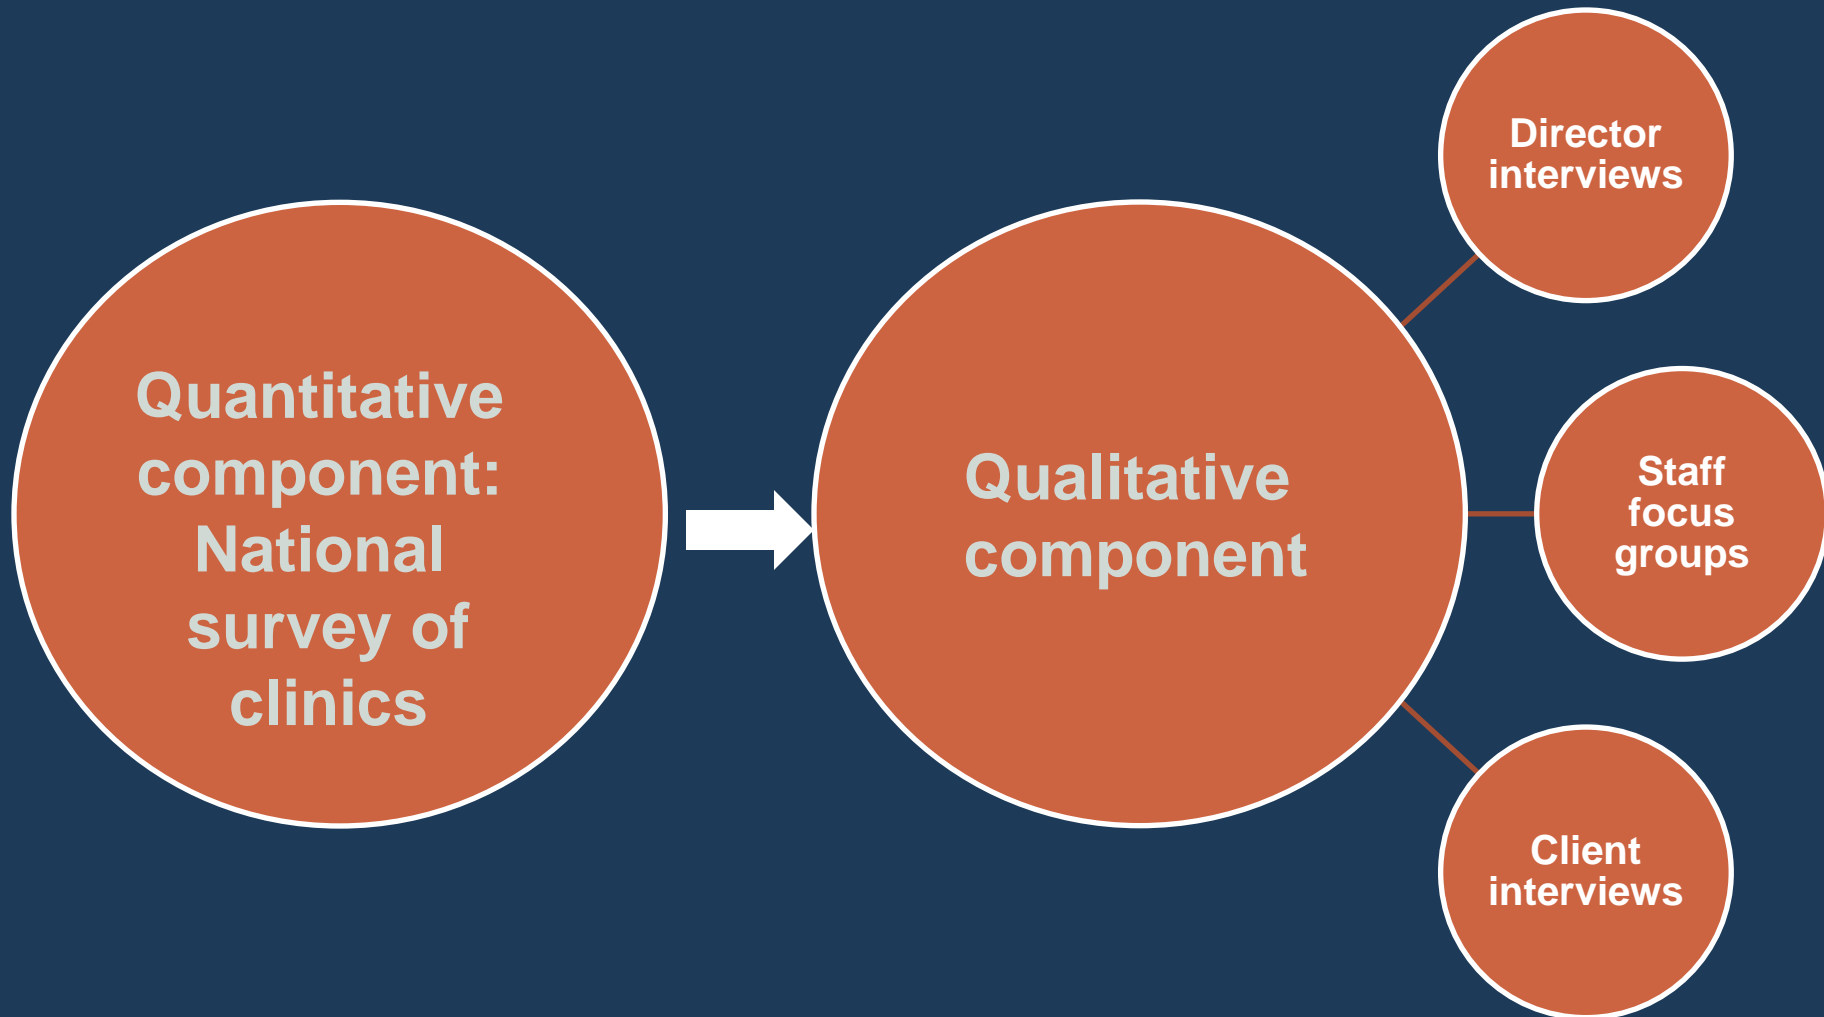 Quantitative
component:
National
survey of
clinics
Qualitative
component
Director
interviews
Staff
focus
groups
Client
interviews